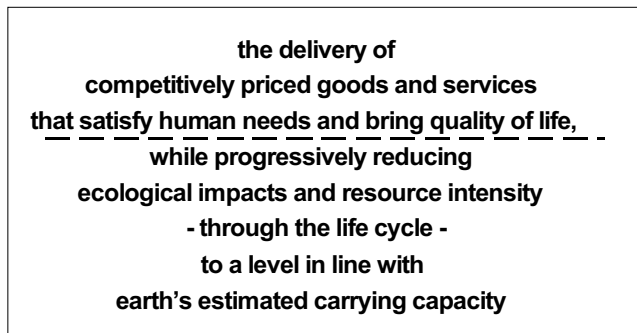 the delivery of
competitively priced goods and services
that satisfy human needs and bring quality of life,
while progressively reducing
ecological impacts and resource intensity
- through the life cycle -
to a level in line with
earth's estimated carrying capacity